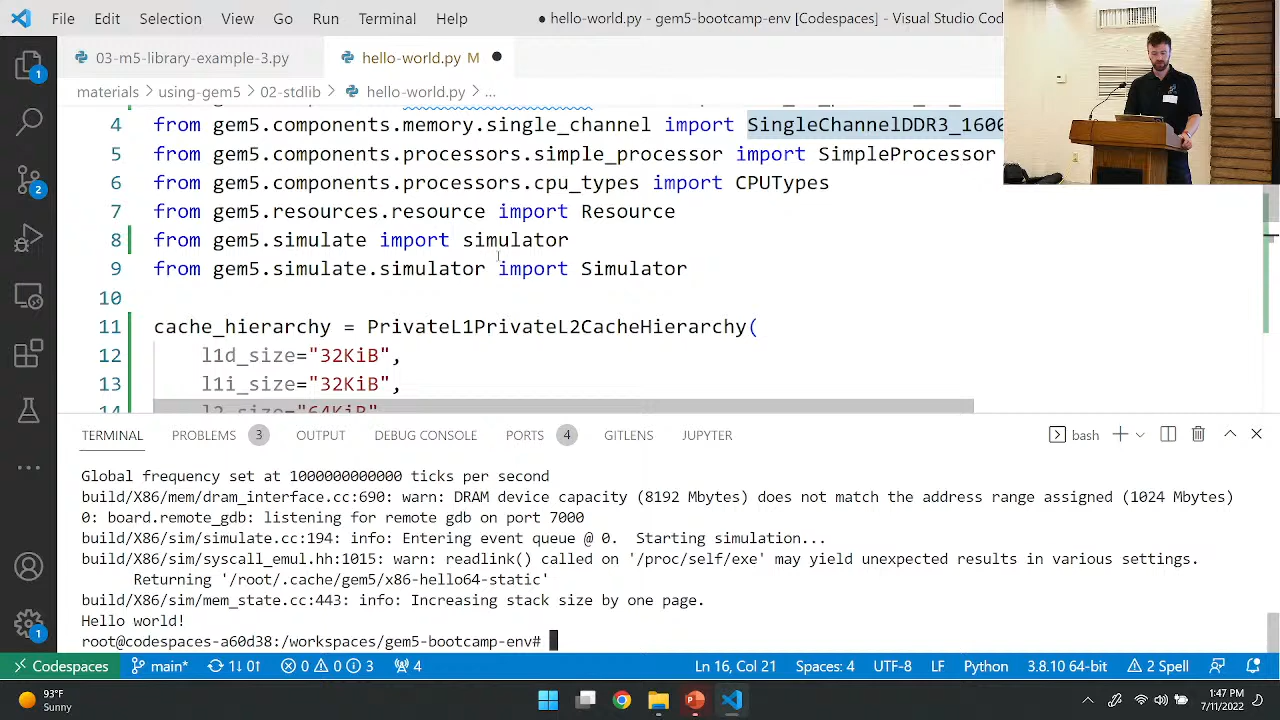 File Edit Selection View Go Run Terminal Help
● hello-world.py - gem5-bootcamp-env [Codespaces] - Visual Studio Cod
03-m5-library-example-3.py
hello-world.py M ●
materials > using-gem5 > 02-stdlib > hello-world.py > ...
4 from gem5.components.memory.single_channel import SingleChannelDDR3_1600
5 from gem5.components.processors.simple_processor import SimpleProcessor
6 from gem5.components.processors.cpu_types import CPUTypes
7 from gem5.resources.resource import Resource
8 from gem5.simulate import simulator
9 from gem5.simulate.simulator import Simulator
10
11 cache_hierarchy = PrivateL1PrivateL2CacheHierarchy(
12 l1d_size="32KiB",
13 l1i_size="32KiB",
14 l2_size="64KiB"
TERMINAL PROBLEMS 3 OUTPUT DEBUG CONSOLE PORTS 4 GITLENS JUPYTER
bash
Global frequency set at 1000000000000 ticks per second
build/X86/mem/dram_interface.cc:690: warn: DRAM device capacity (8192 Mbytes) does not match the address range assigned (1024 Mbytes)
0: board.remote_gdb: listening for remote gdb on port 7000
build/X86/sim/simulate.cc:194: info: Entering event queue @ 0.  Starting simulation...
build/X86/sim/syscall_emul.hh:1015: warn: readlink() called on '/proc/self/exe' may yield unexpected results in various settings.
Returning '/root/.cache/gem5/x86-hello64-static'
build/X86/sim/mem_state.cc:443: info: Increasing stack size by one page.
Hello world!
root@codespaces-a60d38:/workspaces/gem5-bootcamp-env#
1
2
1
Codespaces main* 1↓ 0↑ 0 0 3 4 Ln 16, Col 21 Spaces: 4 UTF-8 LF Python 3.8.10 64-bit 2 Spell
93°F
Sunny
1:47 PM
7/11/2022